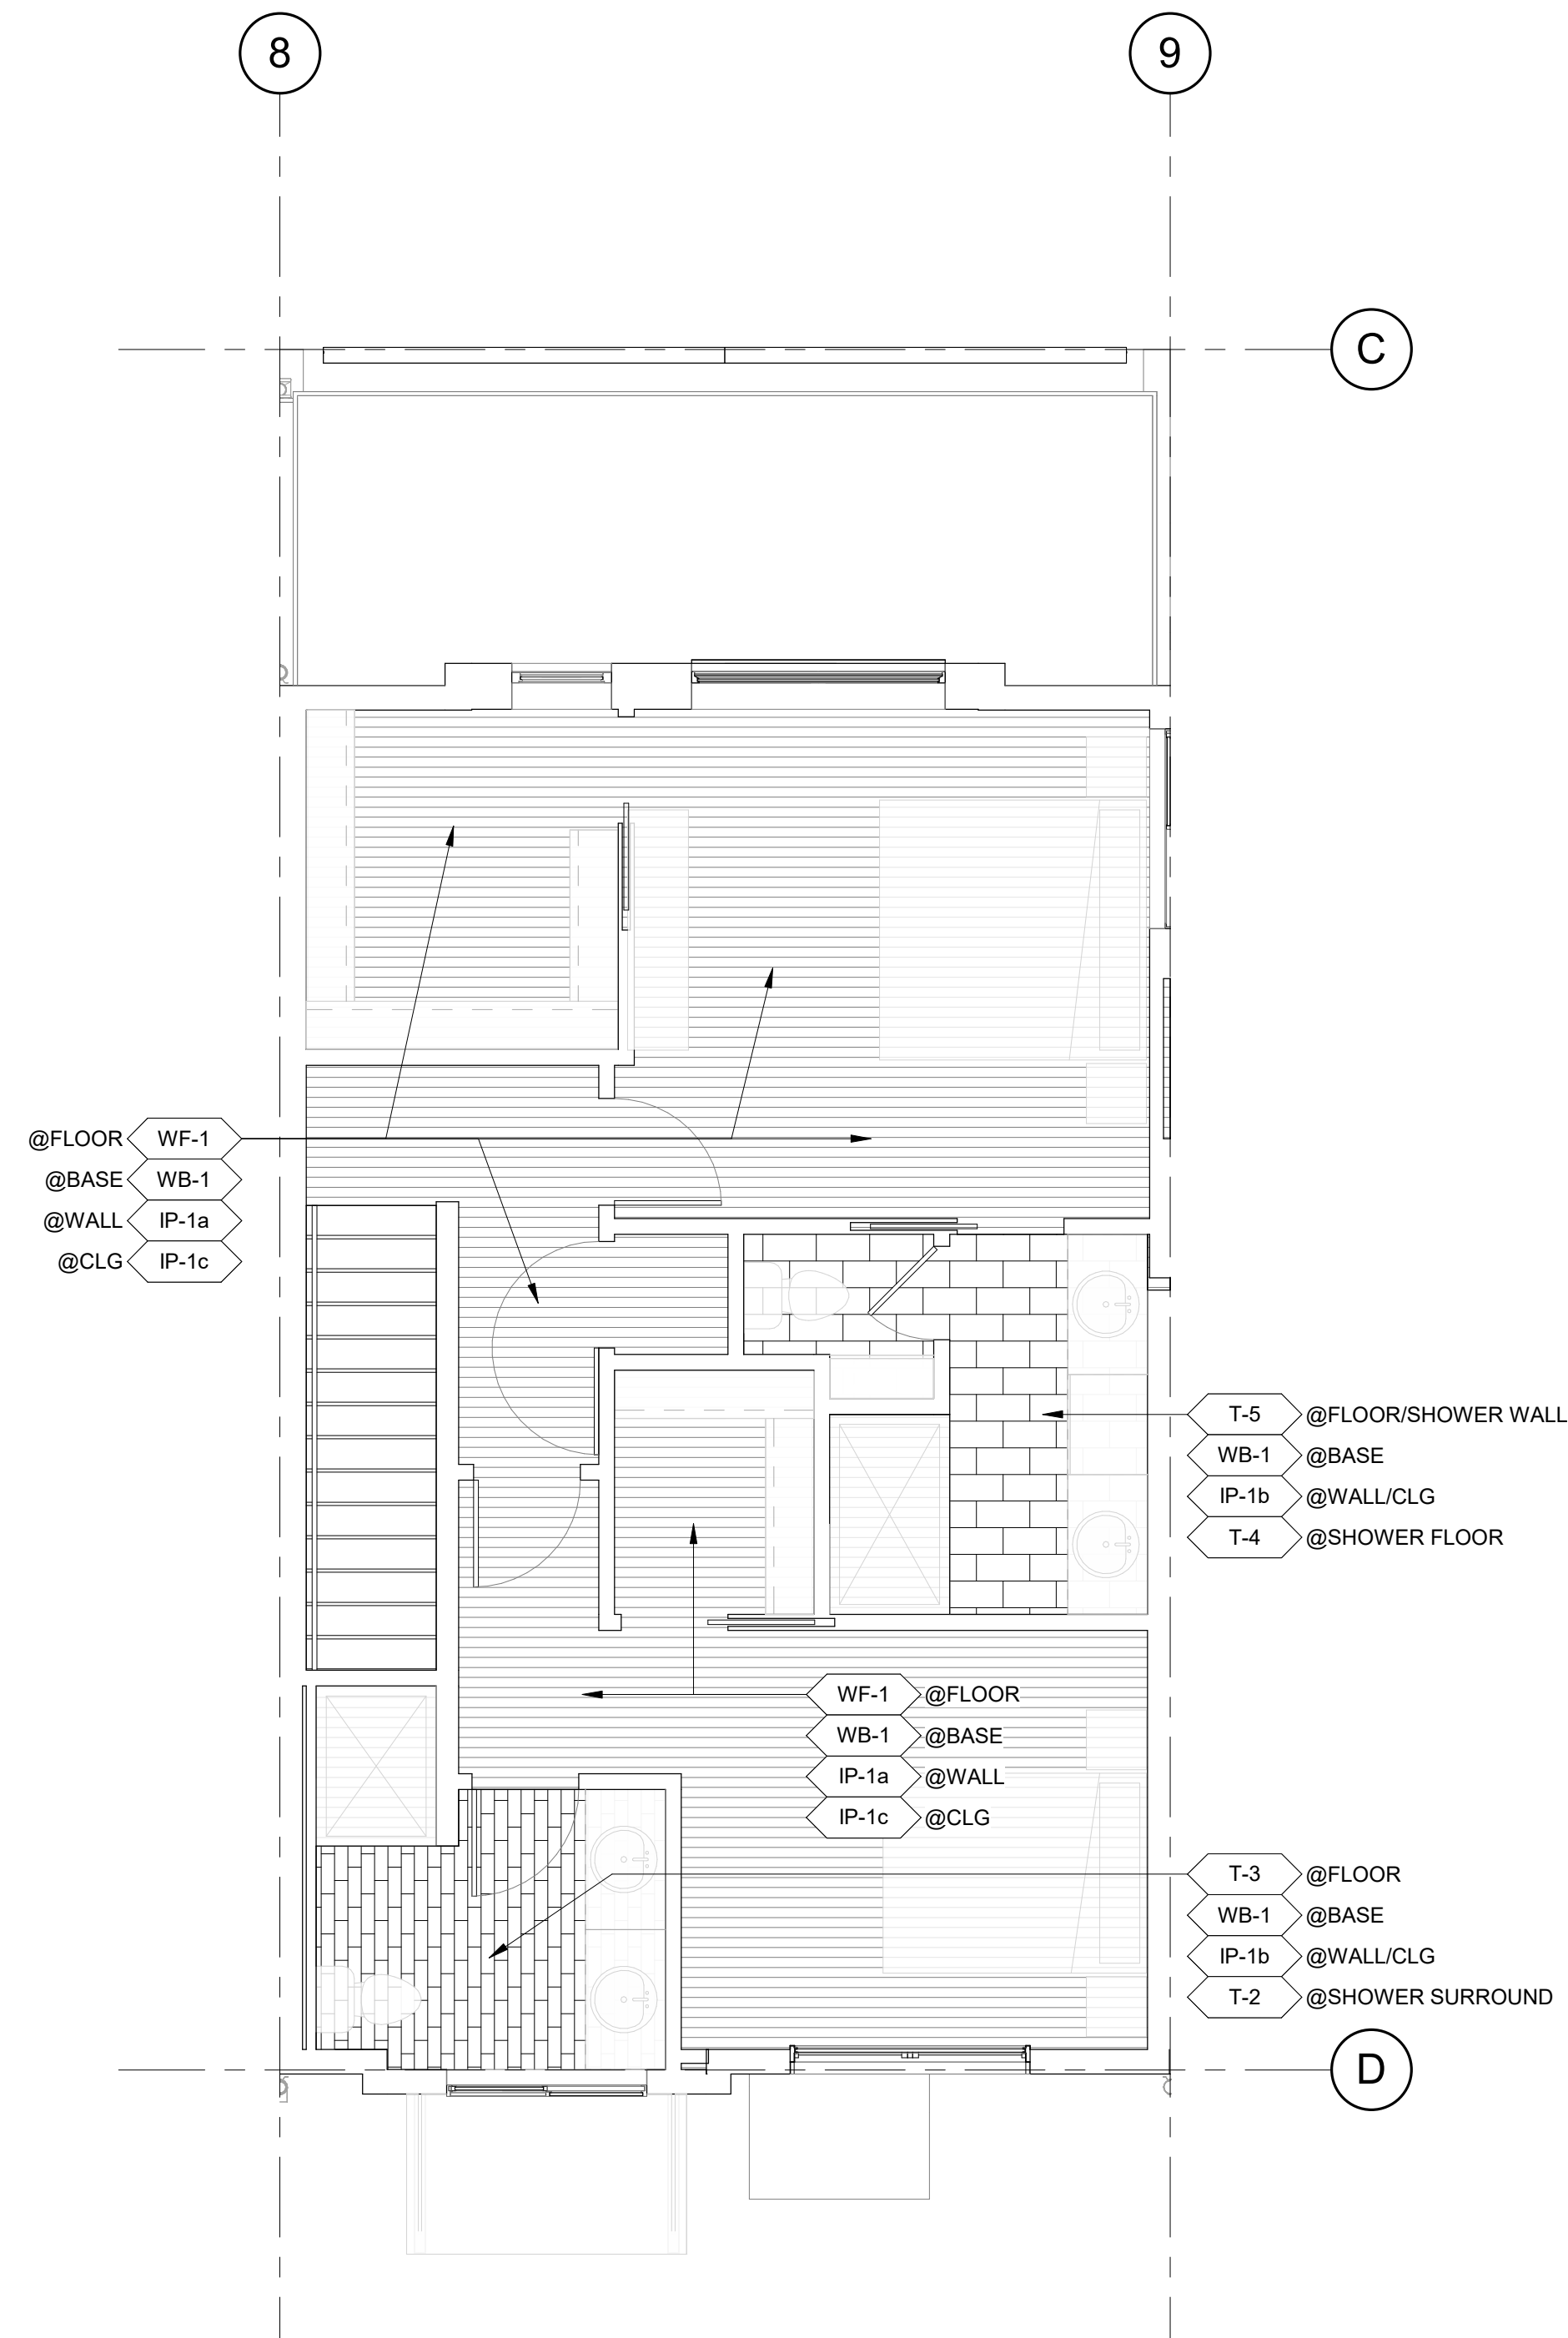 8
9
C
@FLOOR WF-1
@BASE WB-1
@WALL IP-1a
@CLG IP-1c
T-5 @FLOOR/SHOWER WALL
WB-1 @BASE
IP-1b @WALL/CLG
T-4 @SHOWER FLOOR
WF-1 @FLOOR
WB-1 @BASE
IP-1a @WALL
IP-1c @CLG
T-3 @FLOOR
WB-1 @BASE
IP-1b @WALL/CLG
T-2 @SHOWER SURROUND
D